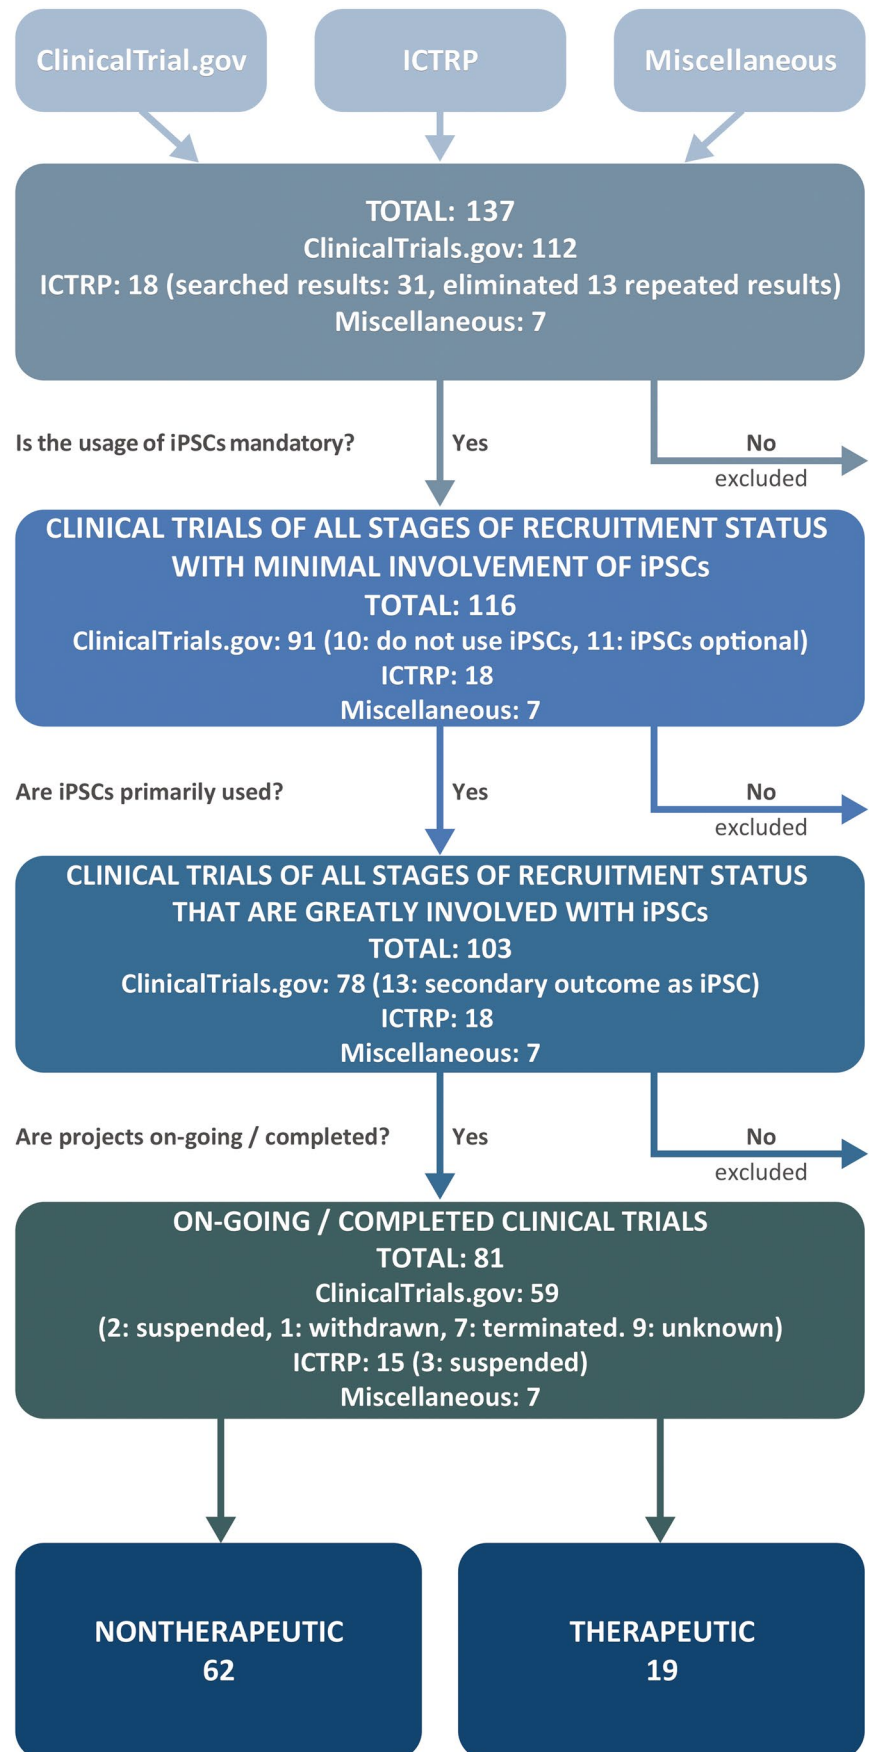 ClinicalTrial.gov
ICTRP
Miscellaneous
TOTAL: 137
ClinicalTrials.gov: 112
ICTRP: 18 (searched results: 31, eliminated 13 repeated results)
Miscellaneous: 7
Is the usage of iPSCs mandatory?
Yes
No
excluded
CLINICAL TRIALS OF ALL STAGES OF RECRUITMENT STATUS
WITH MINIMAL INVOLVEMENT OF iPSCs
TOTAL: 116
ClinicalTrials.gov: 91 (10: do not use iPSCs, 11: iPSCs optional)
ICTRP: 18
Miscellaneous: 7
Are iPSCs primarily used?
Yes
No
excluded
CLINICAL TRIALS OF ALL STAGES OF RECRUITMENT STATUS
THAT ARE GREATLY INVOLVED WITH iPSCs
TOTAL: 103
ClinicalTrials.gov: 78 (13: secondary outcome as iPSC)
ICTRP: 18
Miscellaneous: 7
Are projects on-going / completed?
Yes
No
excluded
ON-GOING / COMPLETED CLINICAL TRIALS
TOTAL: 81
ClinicalTrials.gov: 59
(2: suspended, 1: withdrawn, 7: terminated. 9: unknown)
ICTRP: 15 (3: suspended)
Miscellaneous: 7
NONTHERAPEUTIC
62
THERAPEUTIC
19